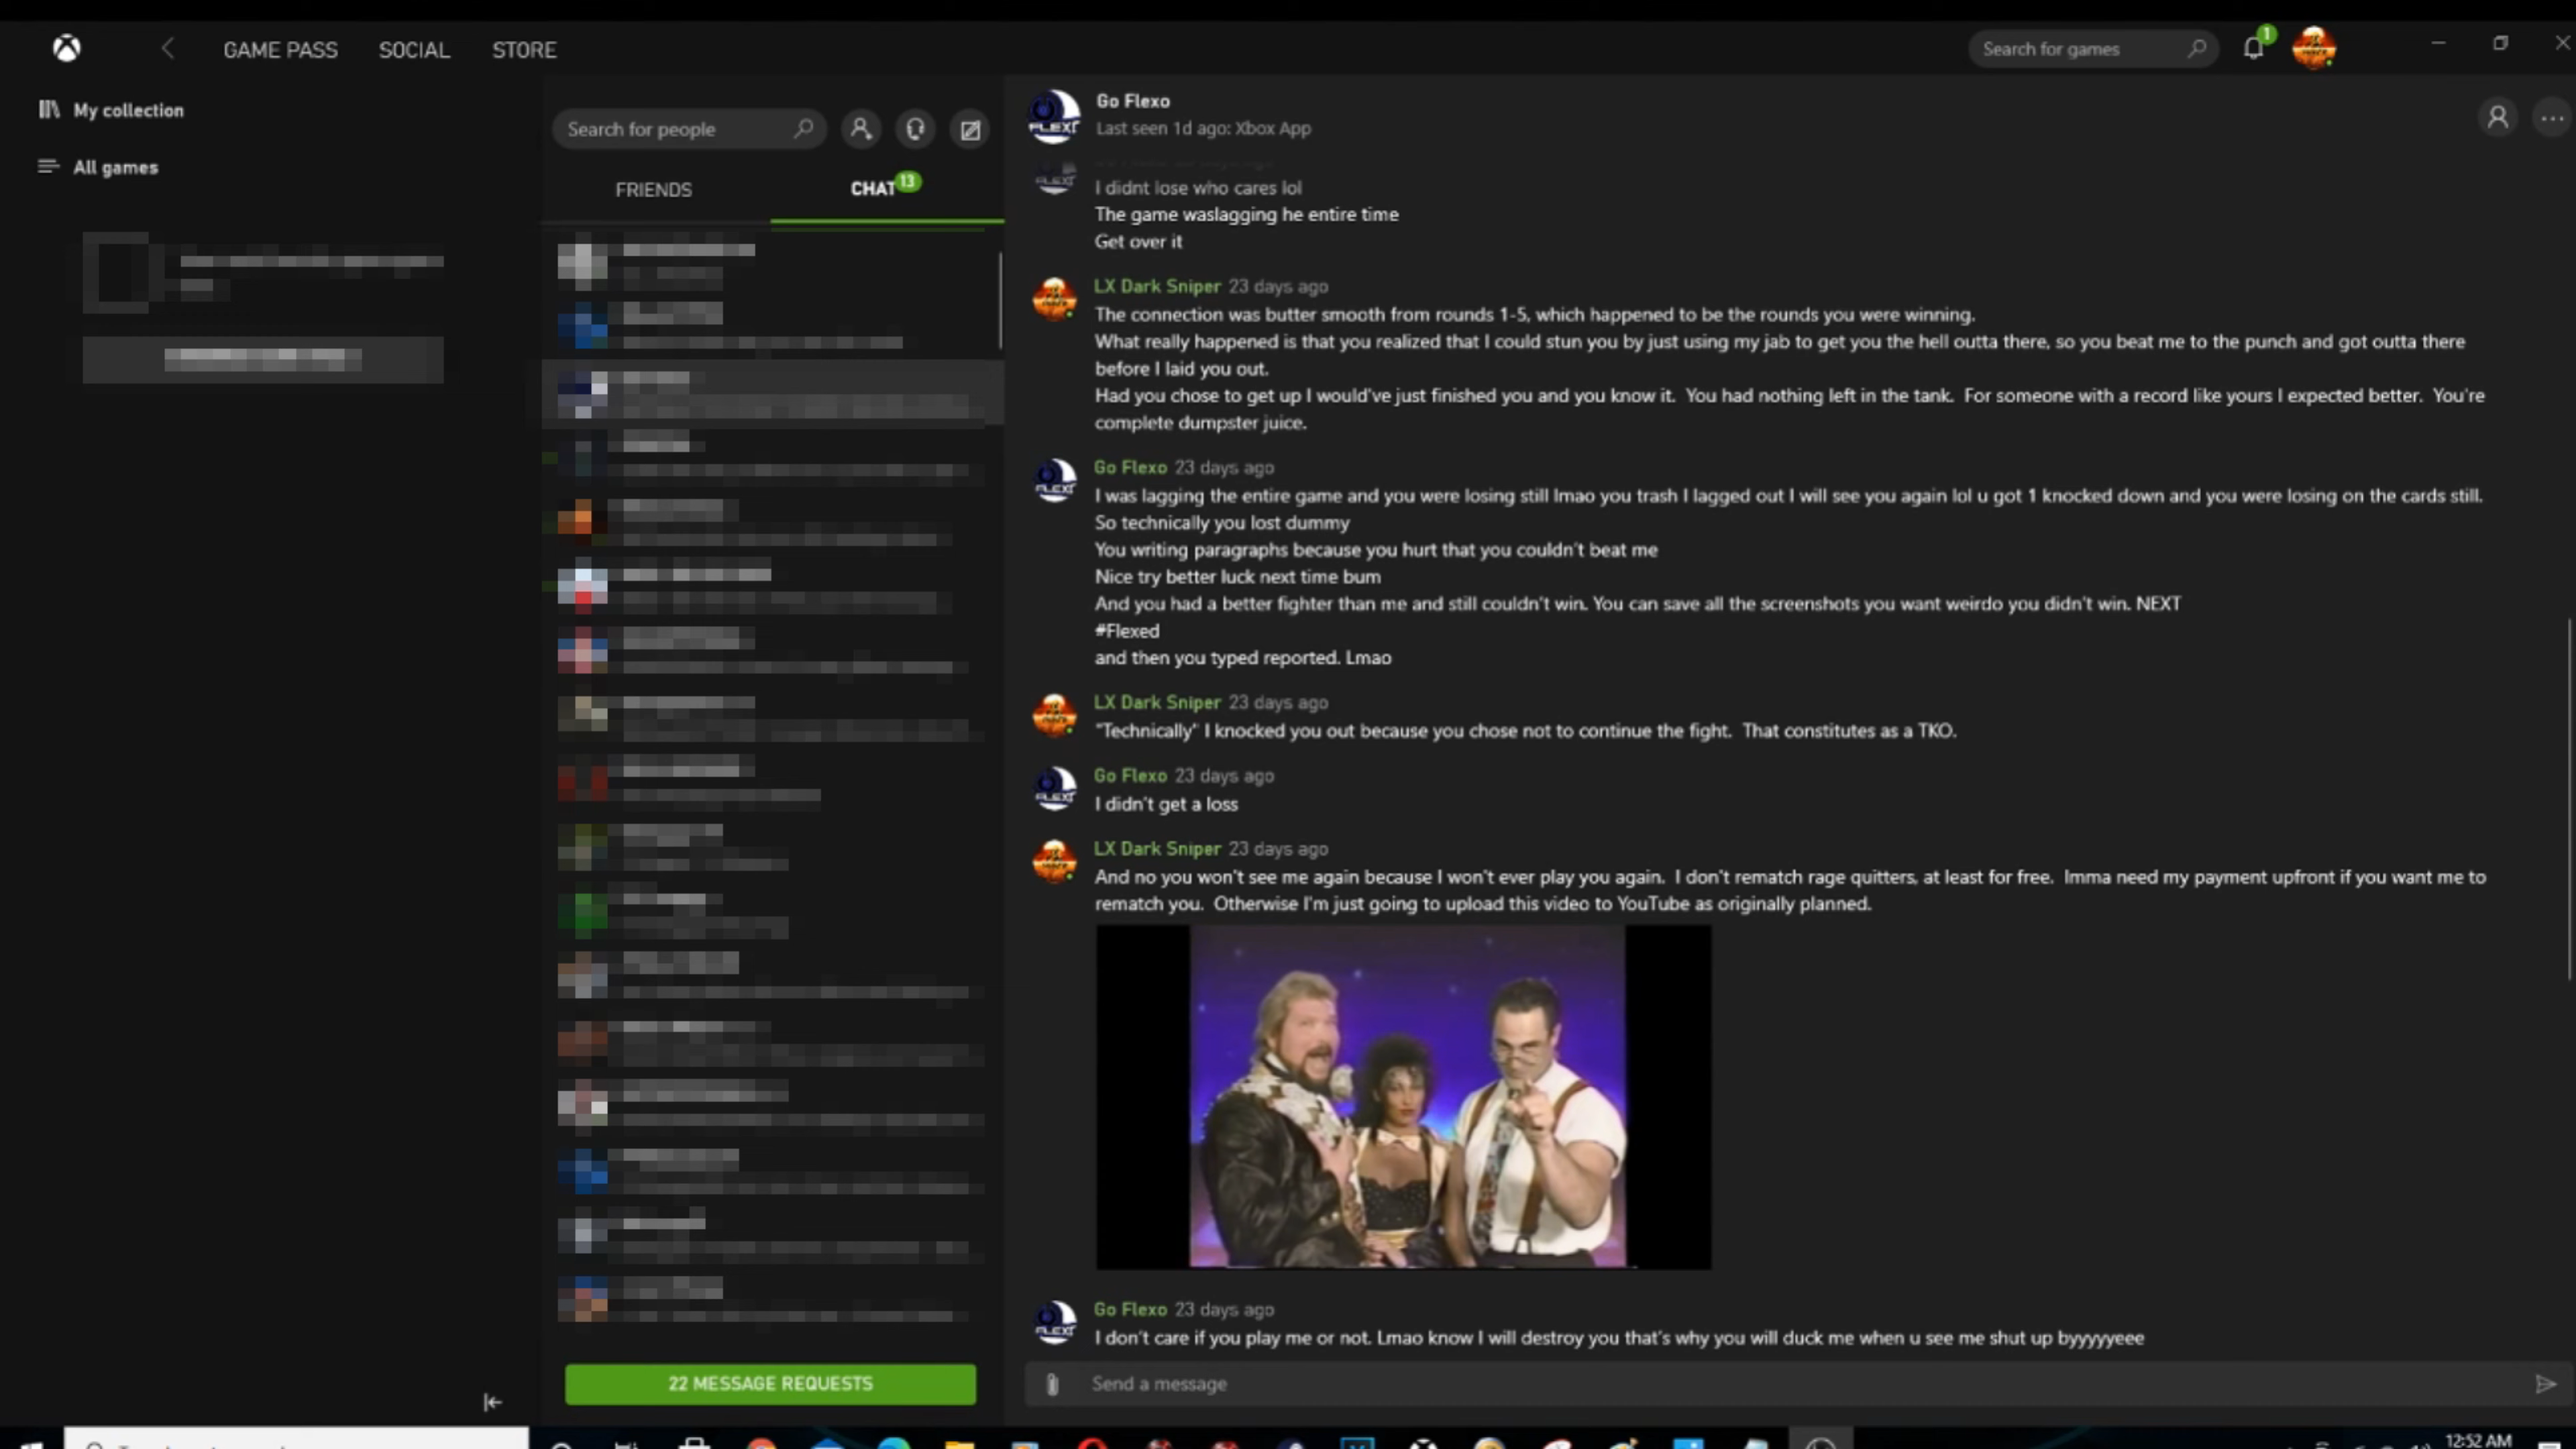 GAME PASS SOCIAL STORE
Search for games
1
My collection
All games
Search for people
FRIENDS
CHAT 13
22 MESSAGE REQUESTS
Go Flexo
Last seen 1d ago: Xbox App
I didnt lose who cares lol
The game waslagging he entire time
Get over it
LX Dark Sniper 23 days ago
The connection was butter smooth from rounds 1-5, which happened to be the rounds you were winning.
What really happened is that you realized that I could stun you by just using my jab to get you the hell outta there, so you beat me to the punch and got outta there
before I laid you out.
Had you chose to get up I would've just finished you and you know it. You had nothing left in the tank. For someone with a record like yours I expected better. You're
complete dumpster juice.
Go Flexo 23 days ago
I was lagging the entire game and you were losing still lmao you trash I lagged out I will see you again lol u got 1 knocked down and you were losing on the cards still.
So technically you lost dummy
You writing paragraphs because you hurt that you couldn't beat me
Nice try better luck next time bum
And you had a better fighter than me and still couldn't win. You can save all the screenshots you want weirdo you didn't win. NEXT
#Flexed
and then you typed reported. Lmao
LX Dark Sniper 23 days ago
"Technically" I knocked you out because you chose not to continue the fight. That constitutes as a TKO.
Go Flexo 23 days ago
I didn't get a loss
LX Dark Sniper 23 days ago
And no you won't see me again because I won't ever play you again. I don't rematch rage quitters, at least for free. Imma need my payment upfront if you want me to
rematch you. Otherwise I'm just going to upload this video to YouTube as originally planned.
Go Flexo 23 days ago
I don't care if you play me or not. Lmao know I will destroy you that's why you will duck me when u see me shut up byyyyyeee
Send a message
12:52 AM